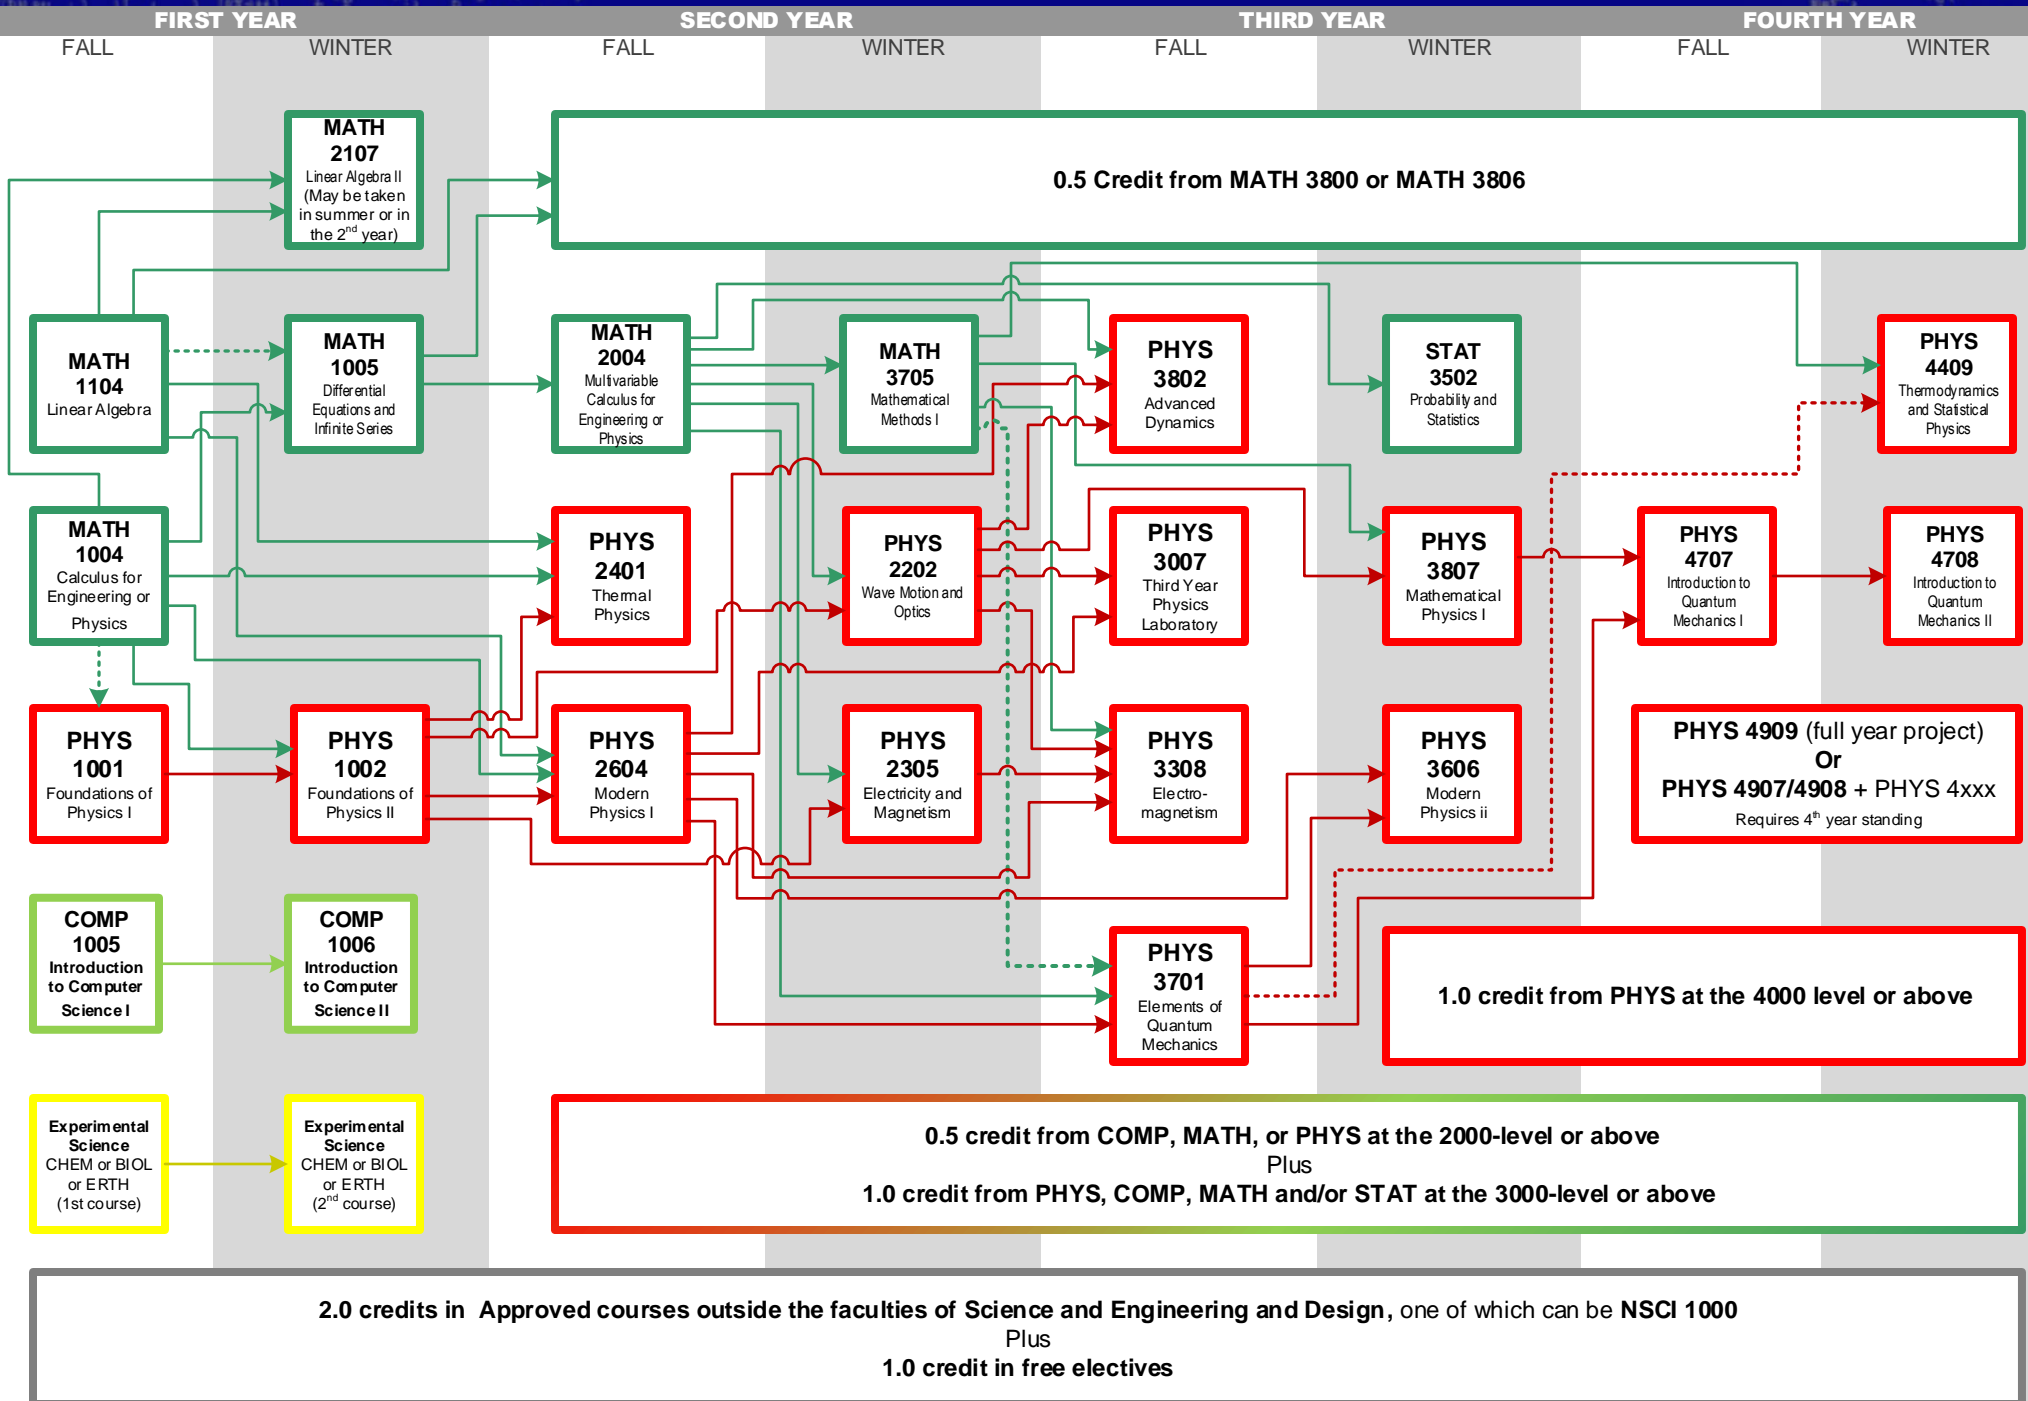 FIRST YEAR
SECOND YEAR
THIRD YEAR
FOURTH YEAR
FALL
WINTER
FALL
WINTER
FALL
WINTER
FALL
WINTER
MATH
2107
Linear Algebra II
(May be taken
in summer or in
the 2nd year)
0.5 Credit from MATH 3800 or MATH 3806
MATH
1104
Linear Algebra
MATH
1005
Differential
Equations and
Infinite Series
MATH
2004
Multivariable
Calculus for
Engineering or
Physics
MATH
3705
Mathematical
Methods I
PHYS
3802
Advanced
Dynamics
STAT
3502
Probability and
Statistics
PHYS
4409
Thermodynamics
and Statistical
Physics
MATH
1004
Calculus for
Engineering or
Physics
PHYS
2401
Thermal
Physics
PHYS
2202
Wave Motion and
Optics
PHYS
3007
Third Year
Physics
Laboratory
PHYS
3807
Mathematical
Physics I
PHYS
4707
Introduction to
Quantum
Mechanics I
PHYS
4708
Introduction to
Quantum
Mechanics II
PHYS
1001
Foundations of
Physics I
PHYS
1002
Foundations of
Physics II
PHYS
2604
Modern
Physics I
PHYS
2305
Electricity and
Magnetism
PHYS
3308
Electro-
magnetism
PHYS
3606
Modern
Physics ii
PHYS 4909 (full year project)
Or
PHYS 4907/4908 + PHYS 4xxx
Requires 4th year standing
COMP
1005
Introduction
to Computer
Science I
COMP
1006
Introduction
to Computer
Science II
PHYS
3701
Elements of
Quantum
Mechanics
1.0 credit from PHYS at the 4000 level or above
Experimental
Science
CHEM or BIOL
or ERTH
(1st course)
Experimental
Science
CHEM or BIOL
or ERTH
(2nd course)
0.5 credit from COMP, MATH, or PHYS at the 2000-level or above
Plus
1.0 credit from PHYS, COMP, MATH and/or STAT at the 3000-level or above
2.0 credits in Approved courses outside the faculties of Science and Engineering and Design, one of which can be NSCI 1000
Plus
1.0 credit in free electives